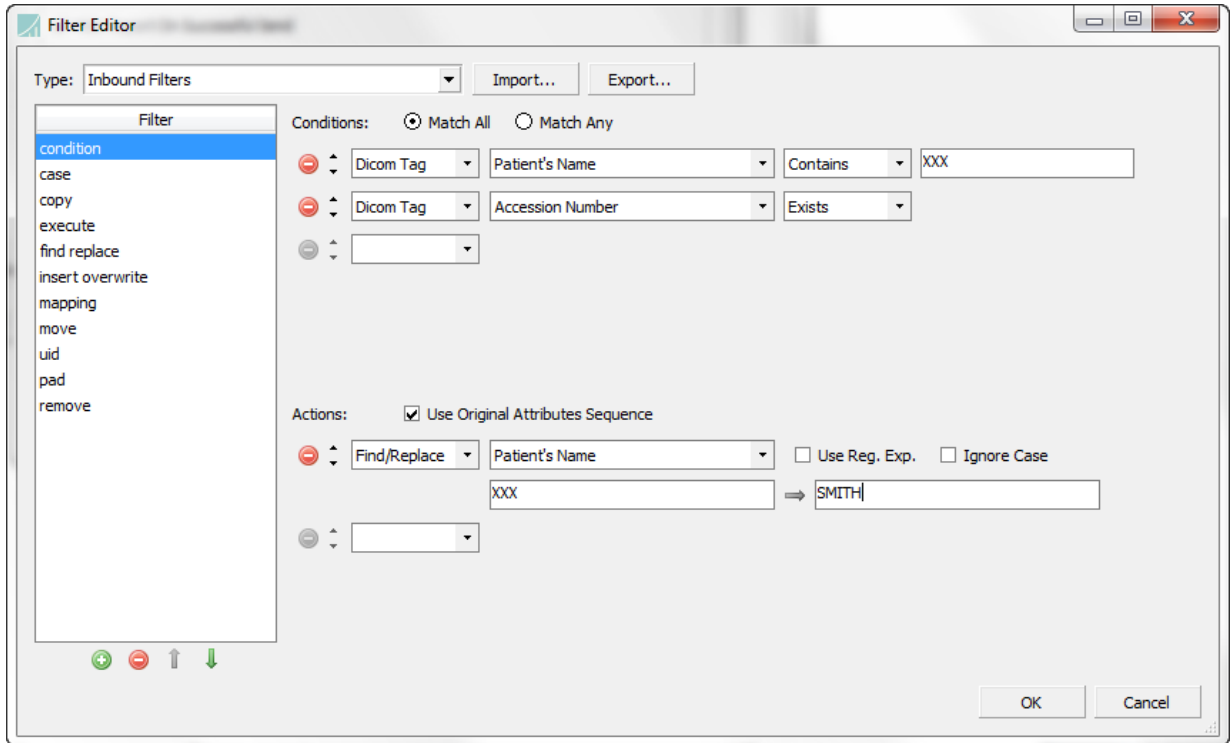 Filter Editor
Type: Inbound Filters Import... Export...
Filter
condition
case
copy
execute
find replace
insert overwrite
mapping
move
uid
pad
remove
Conditions: Match All Match Any
Dicom Tag Patient's Name Contains XXX
Dicom Tag Accession Number Exists
Actions: Use Original Attributes Sequence
Find/Replace Patient's Name Use Reg. Exp. Ignore Case
XXX SMITH
OK Cancel